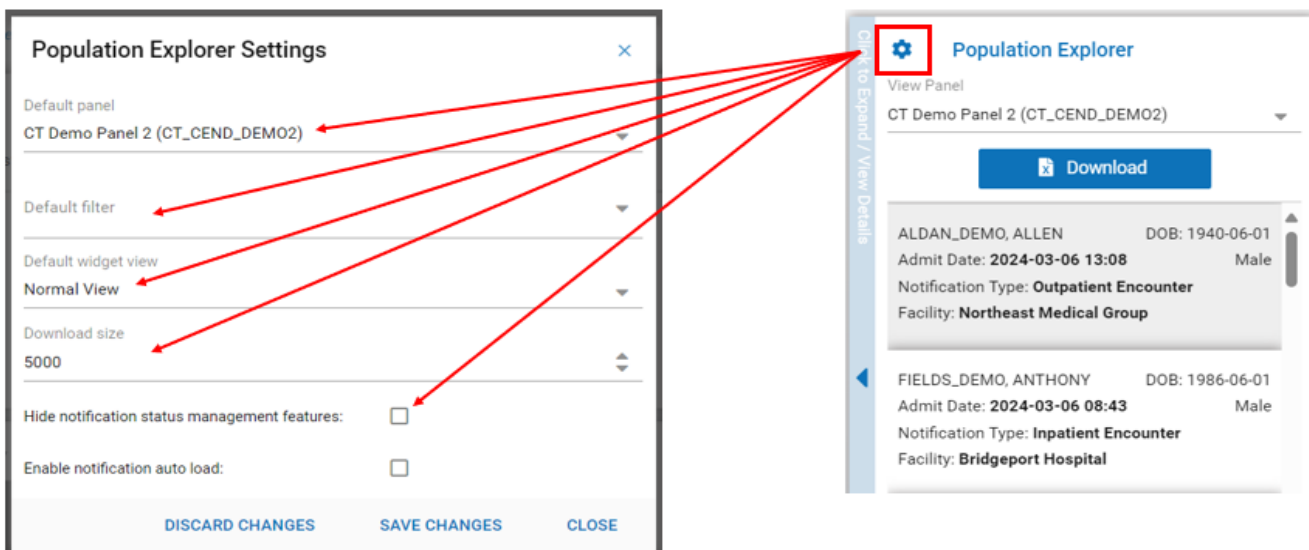 Population Explorer Settings
Default panel
CT Demo Panel 2 (CT_CEND_DEMO2)
Default filter
Default widget view
Normal View
Download size
5000
Hide notification status management features:
Enable notification auto load:
DISCARD CHANGES SAVE CHANGES CLOSE
Click to Expand / View Details
Population Explorer
View Panel
CT Demo Panel 2 (CT_CEND_DEMO2)
Download
ALDAN_DEMO, ALLEN DOB: 1940-06-01
Admit Date: 2024-03-06 13:08 Male
Notification Type: Outpatient Encounter
Facility: Northeast Medical Group
FIELDS_DEMO, ANTHONY DOB: 1986-06-01
Admit Date: 2024-03-06 08:43 Male
Notification Type: Inpatient Encounter
Facility: Bridgeport Hospital